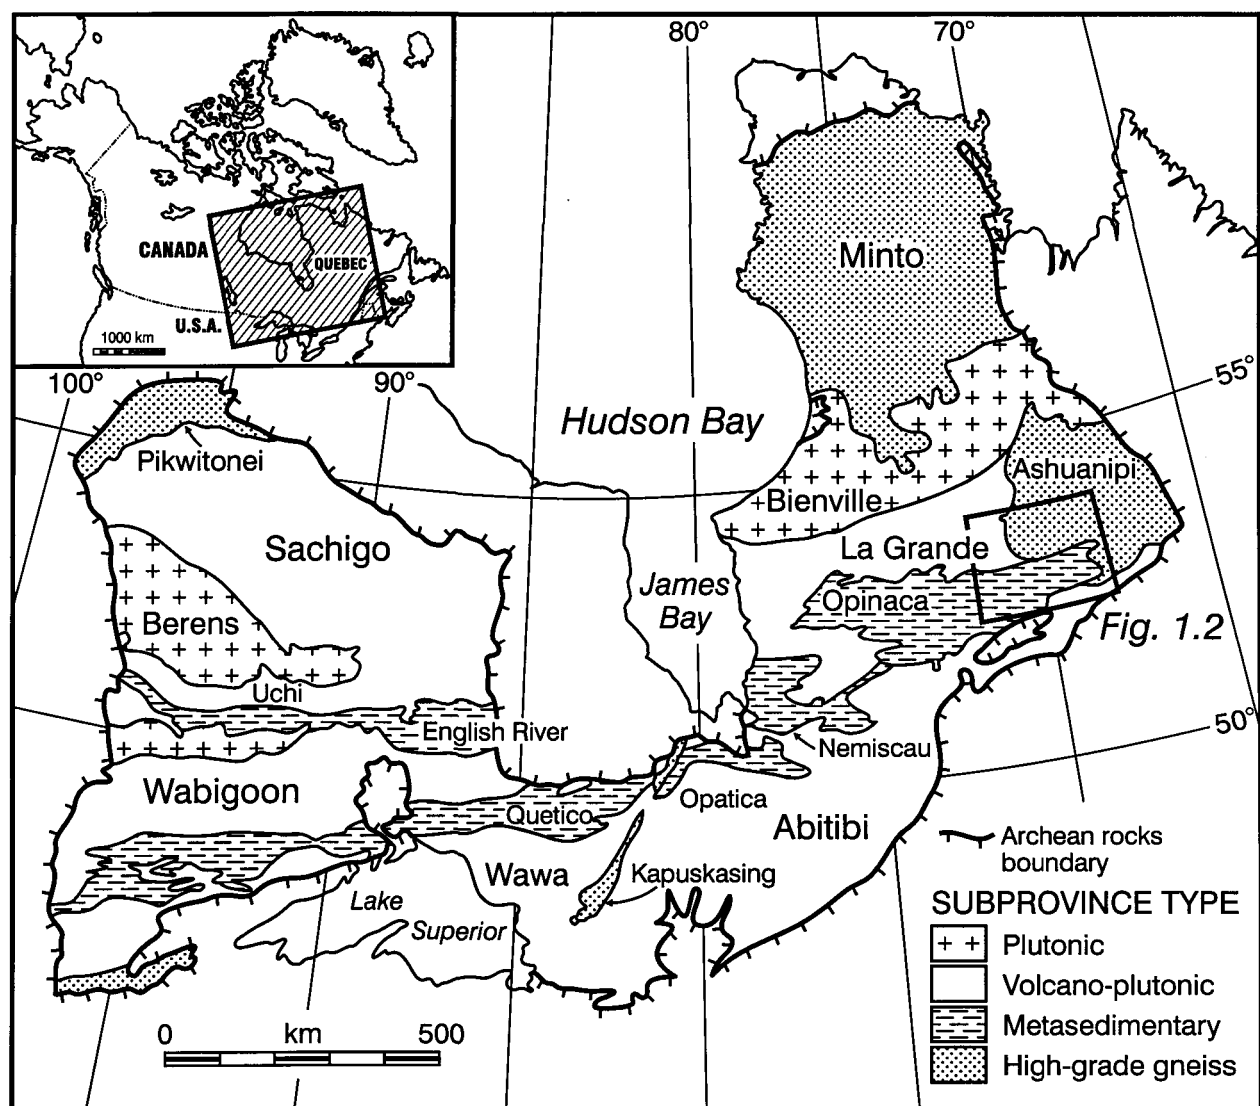 80°
70°
CANADA
QUEBEC
U.S.A.
1000 km
Minto
100°
90°
55°
Hudson Bay
Pikwitonei
Ashuanipi
Bienville
Sachigo
La Grande
James
Bay
Opinaca
Berens
Fig. 1.2
Uchi
English River
50°
Nemiscau
Wabigoon
Opatica
Quetico
Abitibi
Archean rocks
boundary
Wawa
Kapuskasing
Lake
Superior
SUBPROVINCE TYPE
Plutonic
Volcano-plutonic
Metasedimentary
High-grade gneiss
0 km 500